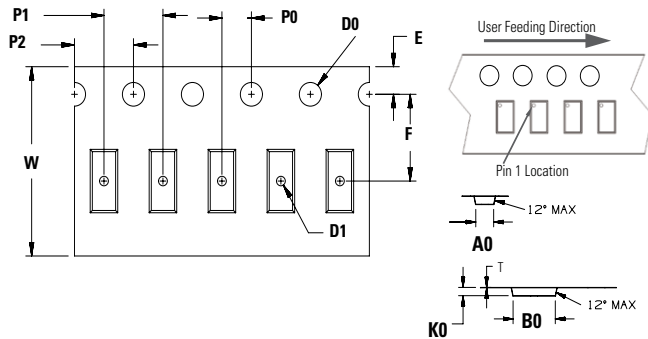 P1
P0
P2
D0
E
F
W
D1
User Feeding Direction
Pin 1 Location
12° MAX
A0
T
K0
B0
12° MAX